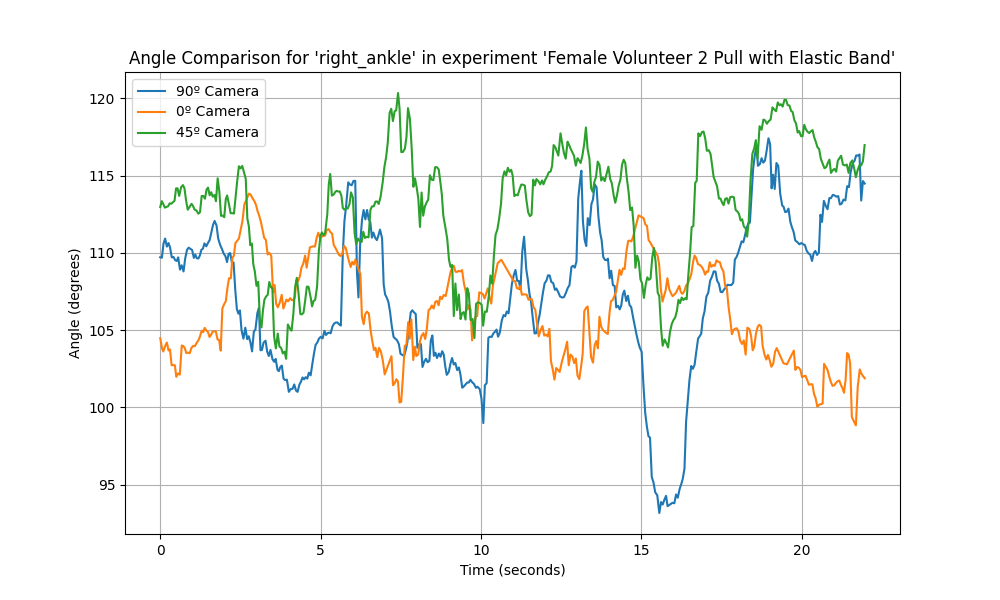 Angle Comparison for 'right_ankle' in experiment 'Female Volunteer 2 Pull with Elastic Band'
90º Camera
0º Camera
45º Camera
120
115
110
105
100
95
Angle (degrees)
0
5
10
15
20
Time (seconds)